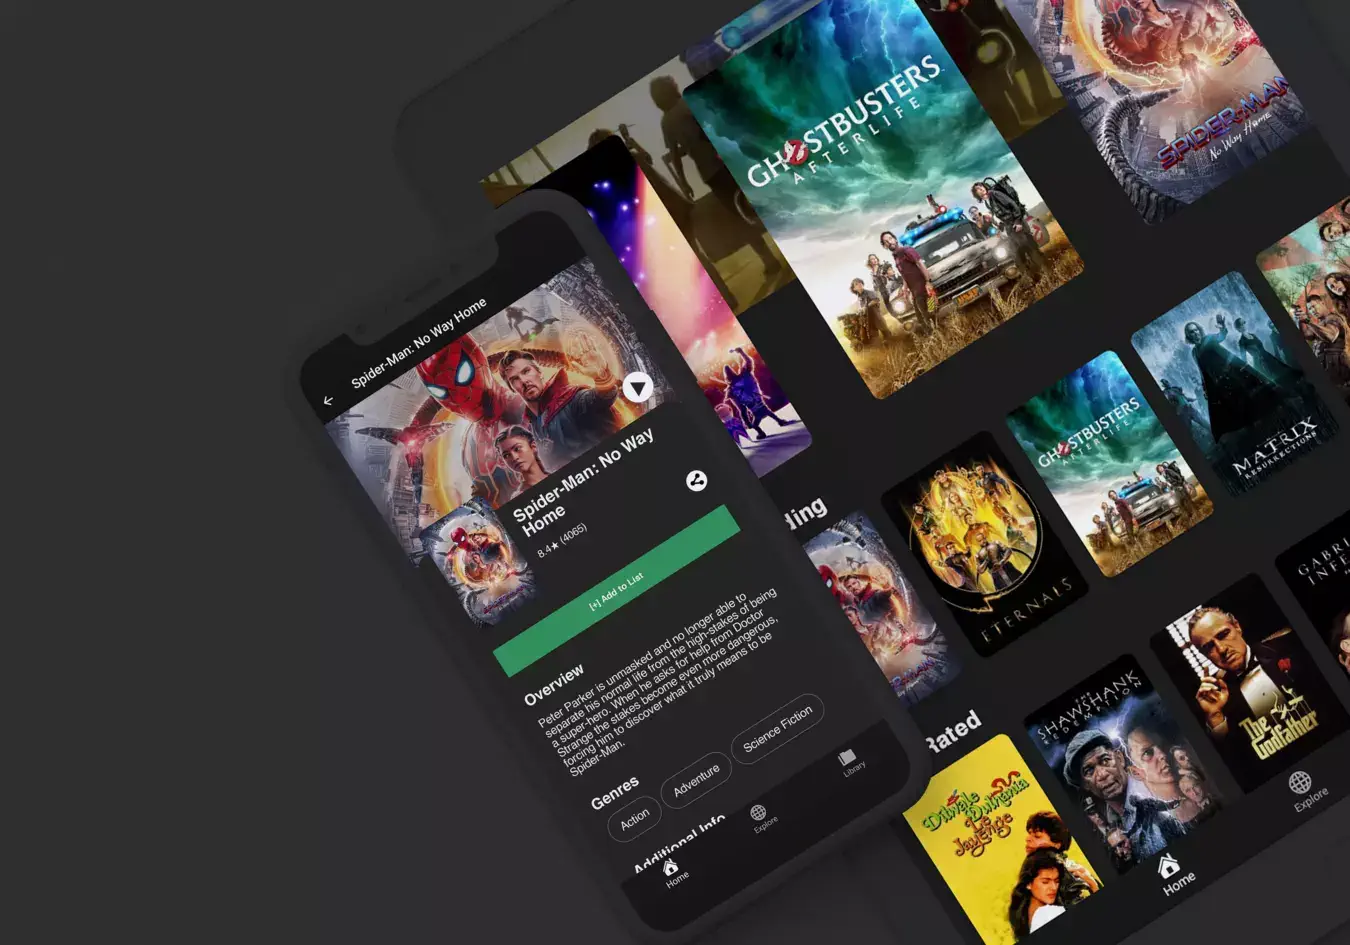 Spider-Man: No Way Home
Spider-Man: No Way
Home
8.4★ (4065)
[+] Add to List
Overview
Peter Parker is unmasked and no longer able to
separate his normal life from the high-stakes of being
a super-hero. When he asks for help from Doctor
Strange the stakes become even more dangerous,
forcing him to discover what it truly means to be
Spider-Man.
Genres
Action
Adventure
Science Fiction
Additional Info
Home
Explore
Library
GHOSTBUSTERS
AFTERLIFE
SPIDER-MAN
No Way Home
ding
ETERNALS
GHOSTBUSTERS
AFTERLIFE
THE
MATRIX
RESURRECTIONS
Rated
Dilwale
Dulhania
Le
Jayenge
THE
SHAWSHANK
REDEMPTION
The
Godfather
GABRI
INFE
Home
Explore